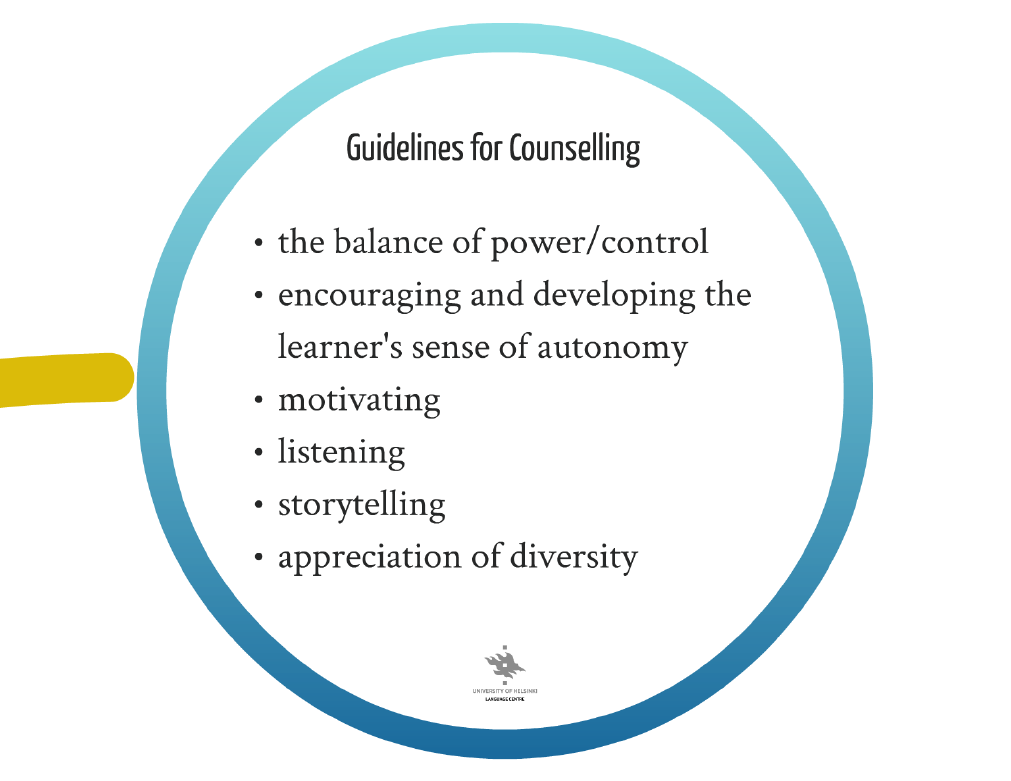 Guidelines for Counselling
• the balance of power/control
• encouraging and developing the
learner's sense of autonomy
• motivating
• listening
• storytelling
• appreciation of diversity
UNIVERSITY OF HELSINKI
LANGUAGE CENTRE